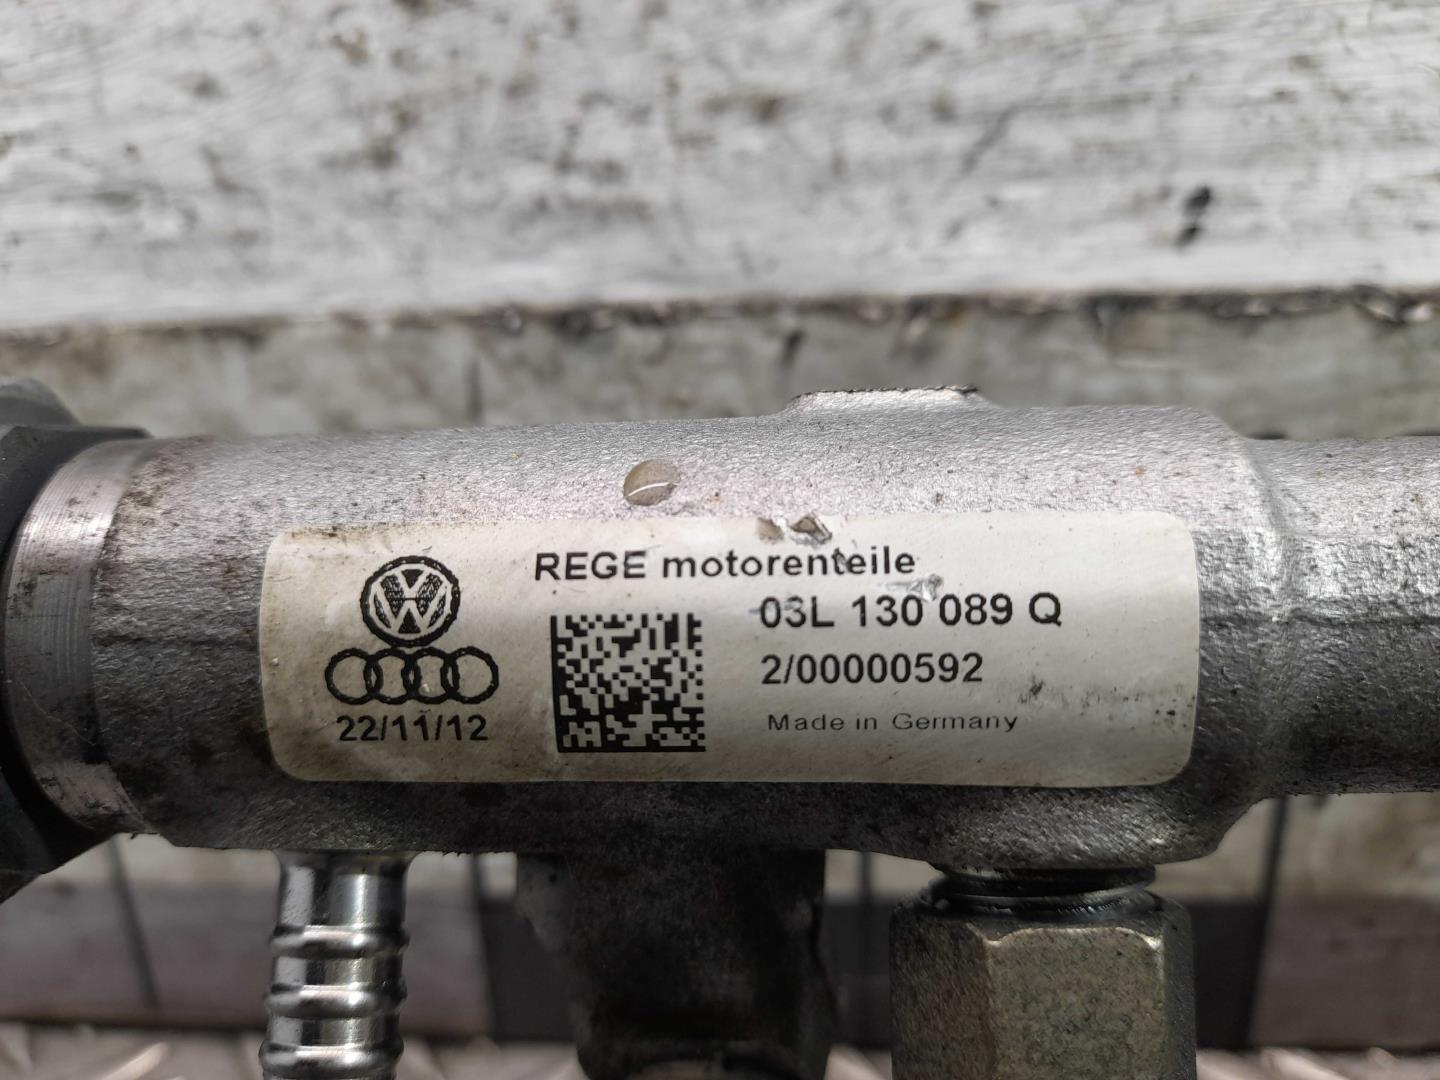 REGE motorenteile
03L 130 089 Q
2/00000592
Made in Germany
22/11/12